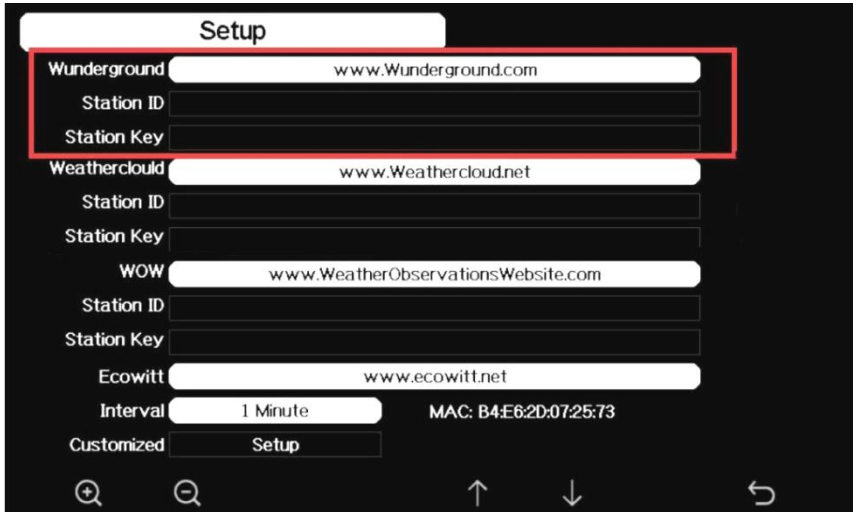 Setup
Wunderground www.Wunderground.com
Station ID
Station Key
Weatherclould www.Weathercloud.net
Station ID
Station Key
WOW www.WeatherObservationsWebsite.com
Station ID
Station Key
Ecowitt www.ecowitt.net
Interval 1 Minute MAC: B4:E6:2D:07:25:73
Customized Setup